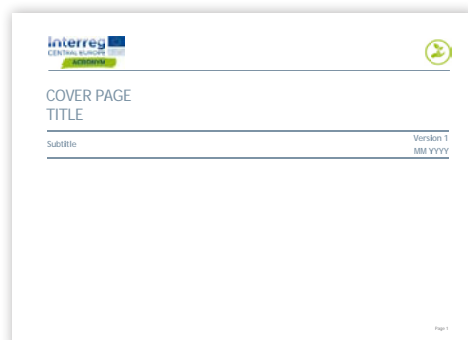 Interreg
CENTRAL EUROPE
ACRONYM
COVER PAGE
TITLE
Subtitle
Version 1
MM YYYY
Page 1